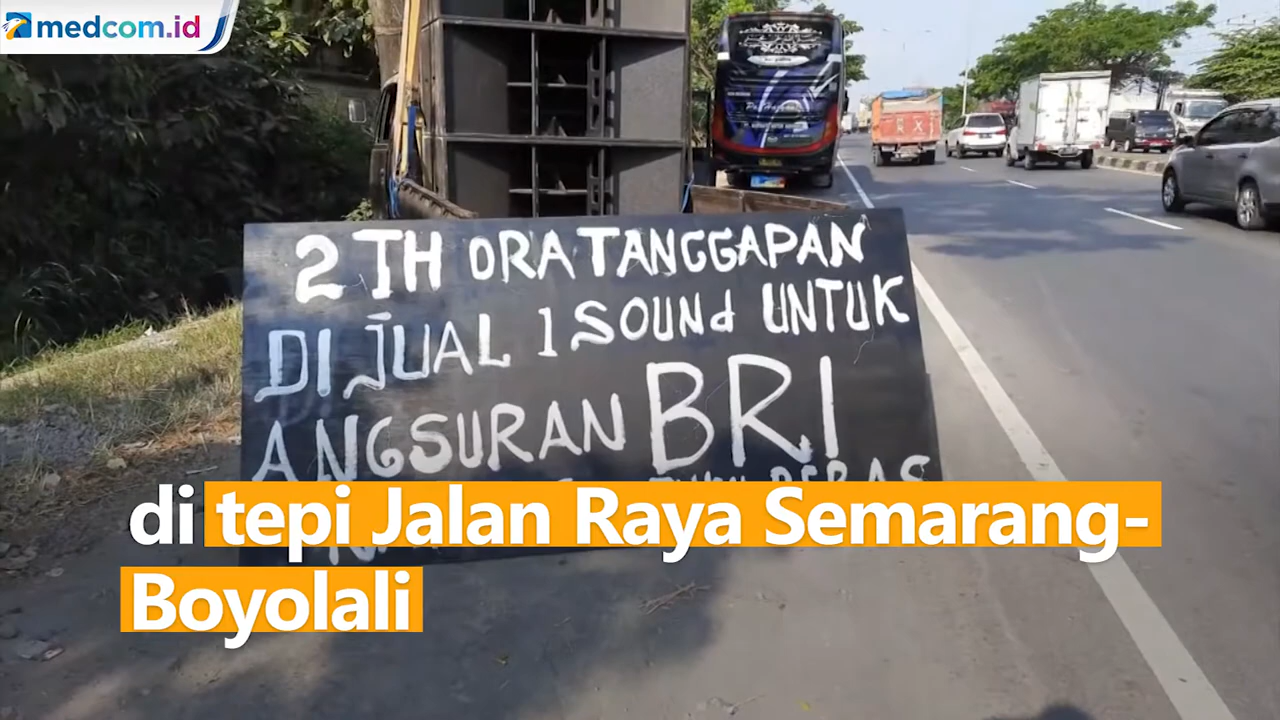 medcom.id
2 TH ORA TANGGAPAN
DI JUAL 1 SOUNd UNTUK
ANGSURAN BRI
di tepi Jalan Raya Semarang-
Boyolali